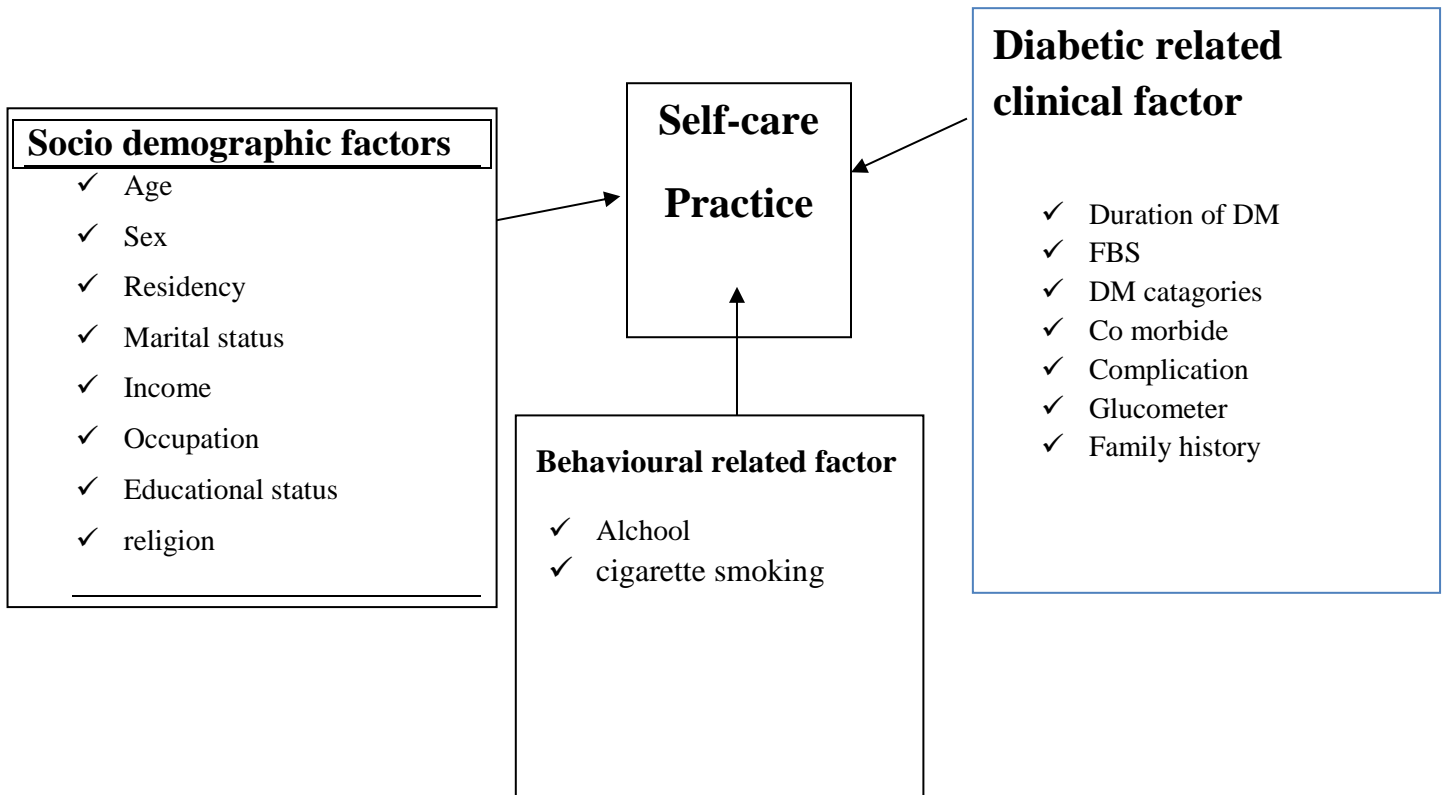 Socio demographic factors
✓ Age
✓ Sex
✓ Residency
✓ Marital status
✓ Income
✓ Occupation
✓ Educational status
✓ religion
Self-care
Practice
Diabetic related
clinical factor
✓ Duration of DM
✓ FBS
✓ DM catagories
✓ Co morbide
✓ Complication
✓ Glucometer
✓ Family history
Behavioural related factor
✓ Alchool
✓ cigarette smoking